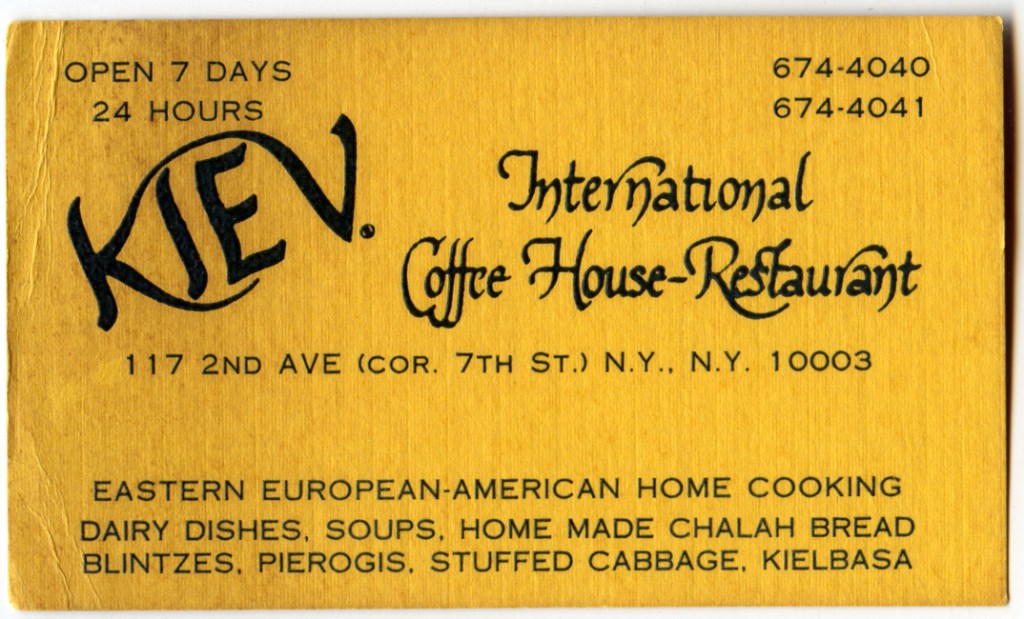 OPEN 7 DAYS
24 HOURS
674-4040
674-4041
KIEV.
International
Coffee House-Restaurant
117 2ND AVE (COR. 7TH ST.) N.Y., N.Y. 10003
EASTERN EUROPEAN-AMERICAN HOME COOKING
DAIRY DISHES, SOUPS, HOME MADE CHALAH BREAD
BLINTZES, PIEROGIS, STUFFED CABBAGE, KIELBASA